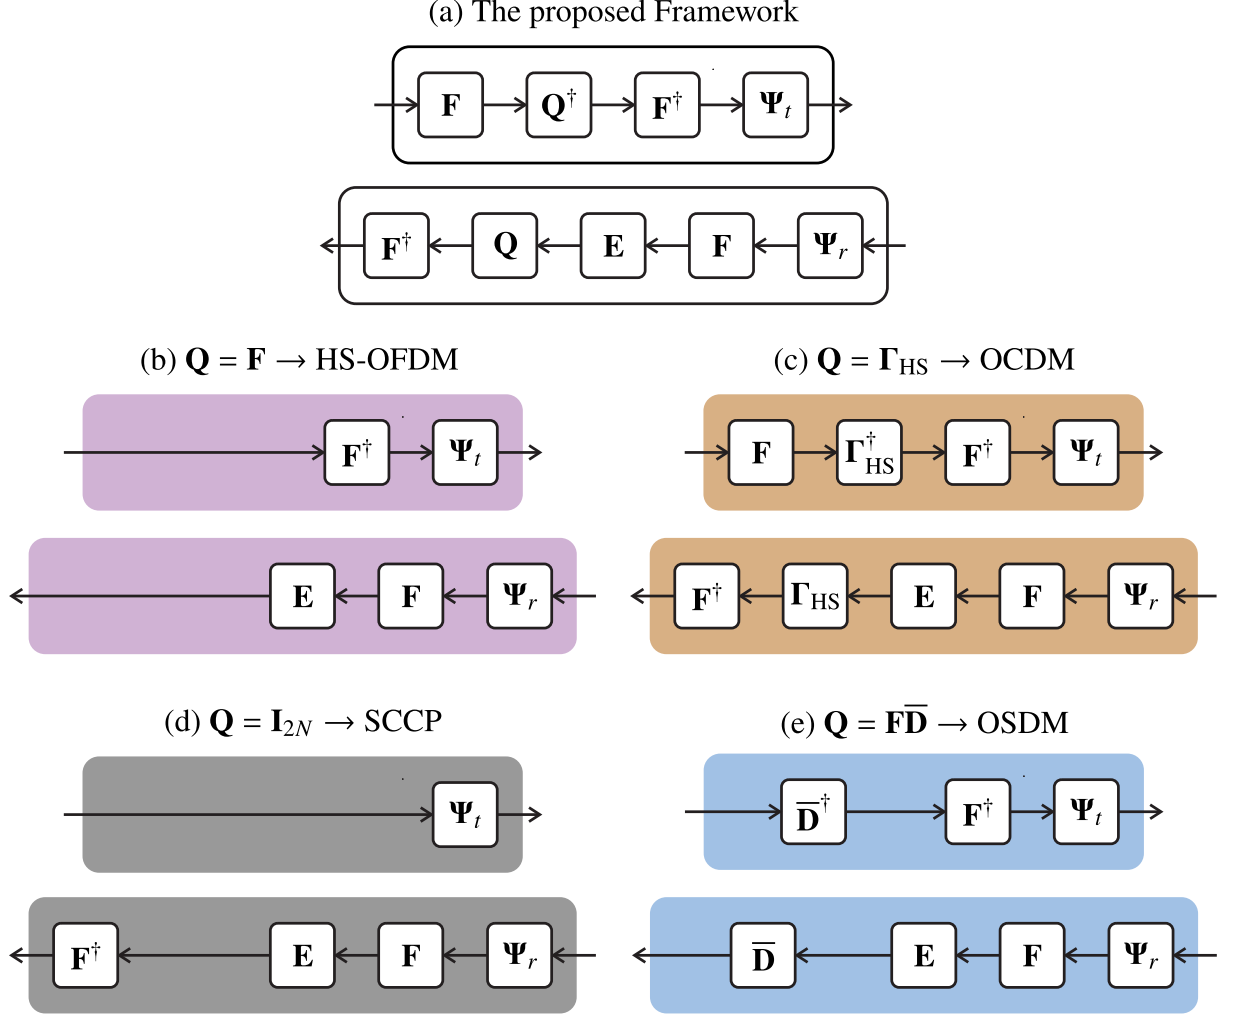 (a) The proposed Framework
F Q† F† Ψt
F† Q E F Ψr
(b) Q = F → HS-OFDM
(c) Q = ΓHS → OCDM
F† Ψt
F Γ†HS F† Ψt
E F Ψr
F† ΓHS E F Ψr
(d) Q = I2N → SCCP
(e) Q = FD̅ → OSDM
Ψt
D̅† F† Ψt
F† E F Ψr
D̅ E F Ψr